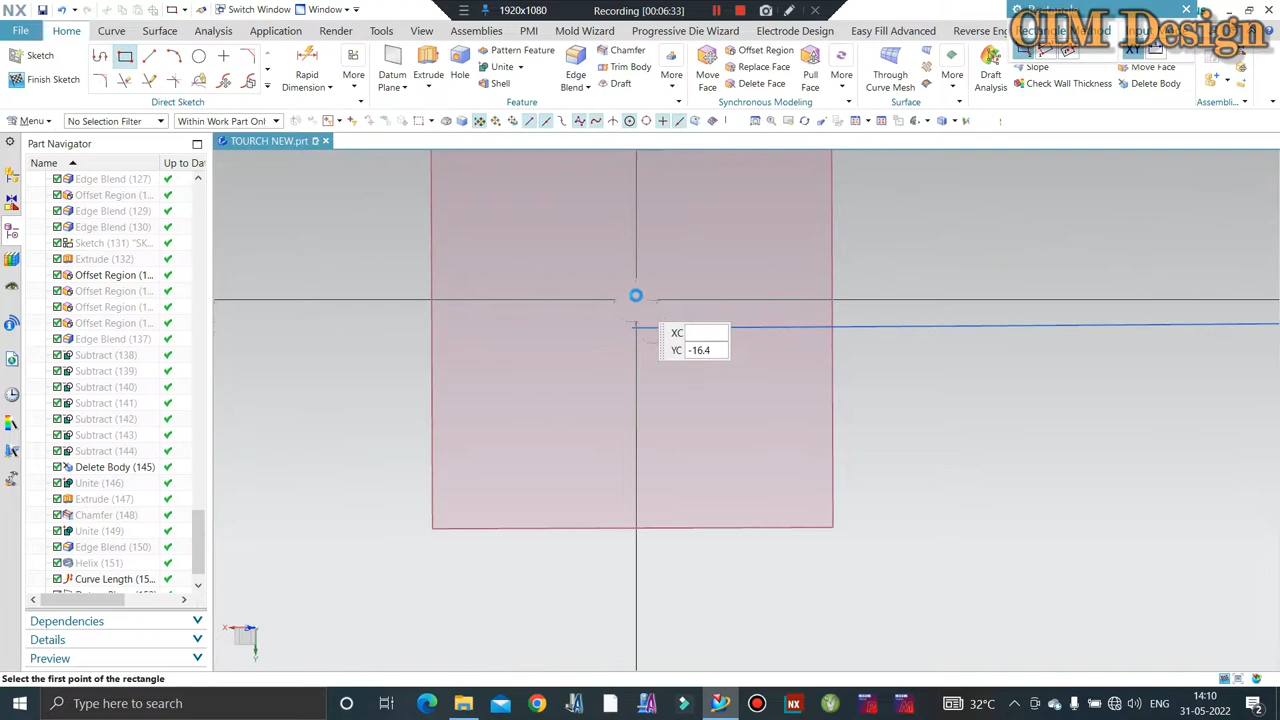 NX Switch Window Window 1920x1080 Recording [00:06:33] Rectangle
CIM Design
File Home Curve Surface Analysis Application Render Tools View Assemblies PMI Mold Wizard Progressive Die Wizard Electrode Design Easy Fill Advanced Reverse En Rectangle Method Input
Sketch Pattern Feature Chamfer Offset Region XY
Unite Trim Body Replace Face Slope Move Face
Finish Sketch Rapid Dimension More Datum Plane Extrude Hole Shell Edge Blend Draft More Move Face Delete Face Pull Face More Through Curve Mesh More Draft Analysis Check Wall Thickness Delete Body
Direct Sketch Feature Synchronous Modeling Surface Assembli...
Menu No Selection Filter Within Work Part Onl
Part Navigator TOURCH NEW.prt
Name Up to Dat
Edge Blend (127)
Offset Region (1...
Edge Blend (129)
Edge Blend (130)
Sketch (131) "SK...
Extrude (132)
Offset Region (1...
Offset Region (1...
Offset Region (1...
Offset Region (1...
Edge Blend (137)
Subtract (138)
Subtract (139)
Subtract (140)
Subtract (141)
Subtract (142)
Subtract (143)
Subtract (144)
Delete Body (145)
Unite (146)
Extrude (147)
Chamfer (148)
Unite (149)
Edge Blend (150)
Helix (151)
Curve Length (15...
XC
YC -16.4
Dependencies
Details
Preview
X
Y
Select the first point of the rectangle
Type here to search 32°C ENG 14:10
31-05-2022
2